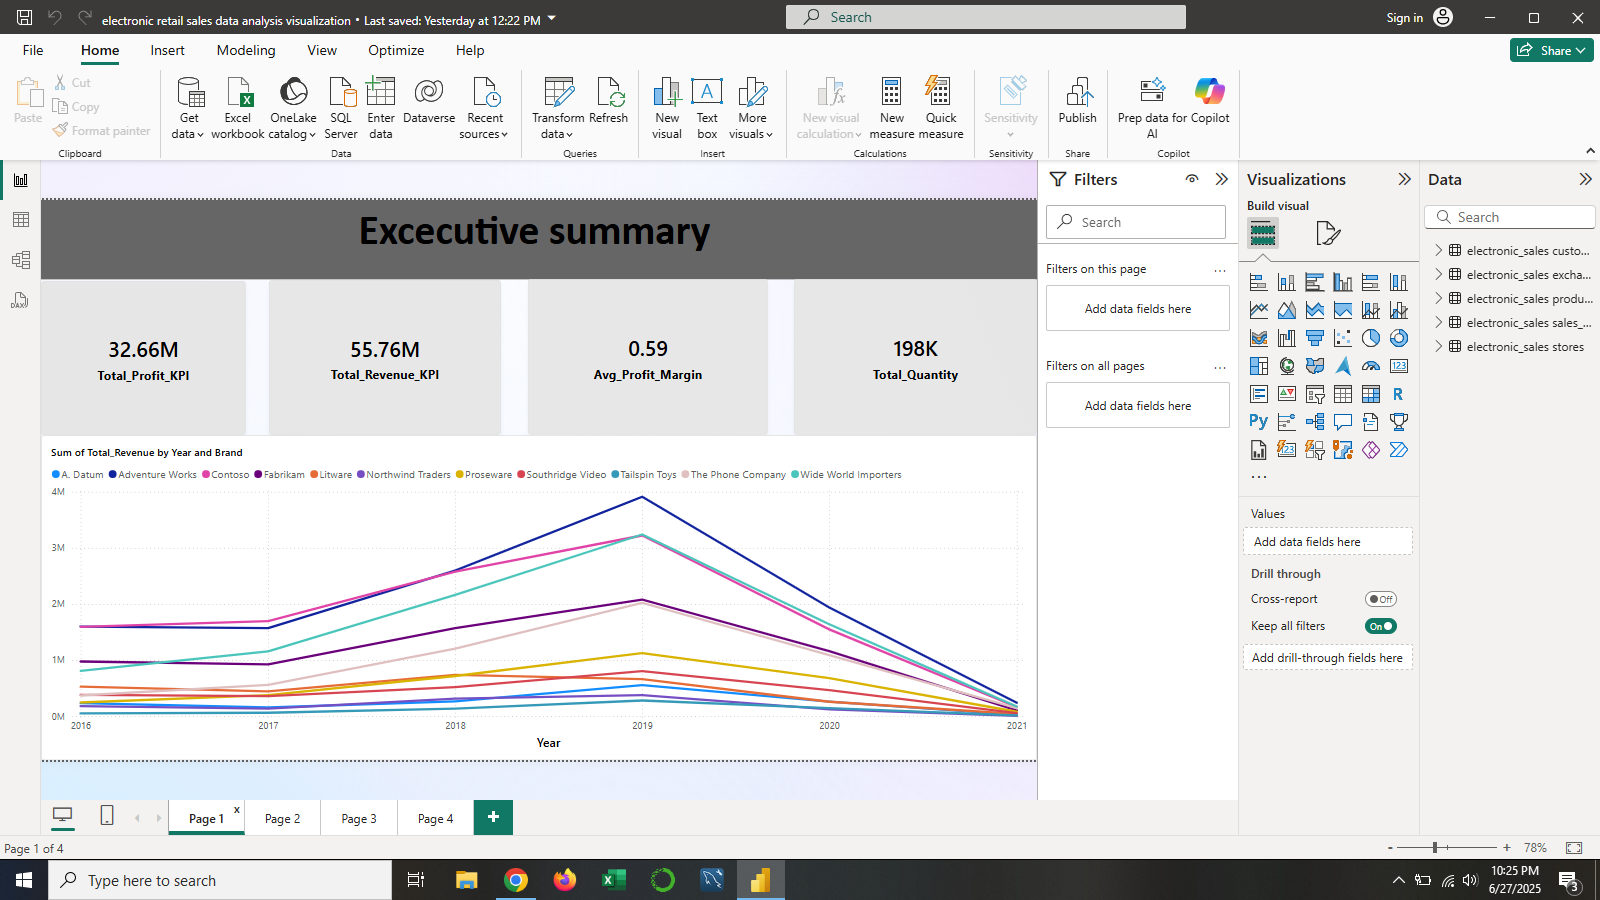 electronic retail sales data analysis visualization • Last saved: Yesterday at 12:22 PM
Search
Sign in
File Home Insert Modeling View Optimize Help
Share
Paste
Cut
Copy
Format painter
Clipboard
Get data
Excel workbook
OneLake catalog
SQL Server
Enter data
Dataverse
Recent sources
Data
Transform data
Refresh
Queries
New visual
Text box
More visuals
Insert
New visual calculation
New measure
Quick measure
Calculations
Sensitivity
Sensitivity
Publish
Share
Prep data for AI
Copilot
Copilot
Excecutive summary
32.66M
Total_Profit_KPI
55.76M
Total_Revenue_KPI
0.59
Avg_Profit_Margin
198K
Total_Quantity
Sum of Total_Revenue by Year and Brand
A. Datum Adventure Works Contoso Fabrikam Litware Northwind Traders Proseware Southridge Video Tailspin Toys The Phone Company Wide World Importers
4M
3M
2M
1M
0M
2016 2017 2018 2019 2020 2021
Year
Filters
Search
Filters on this page ...
Add data fields here
Filters on all pages ...
Add data fields here
Visualizations
Build visual
123
R
Py
...
Values
Add data fields here
Drill through
Cross-report Off
Keep all filters On
Add drill-through fields here
Data
Search
electronic_sales custo...
electronic_sales excha...
electronic_sales produ...
electronic_sales sales_...
electronic_sales stores
Page 1 x
Page 2
Page 3
Page 4
+
Page 1 of 4
- + 78%
Type here to search
10:25 PM
6/27/2025
3